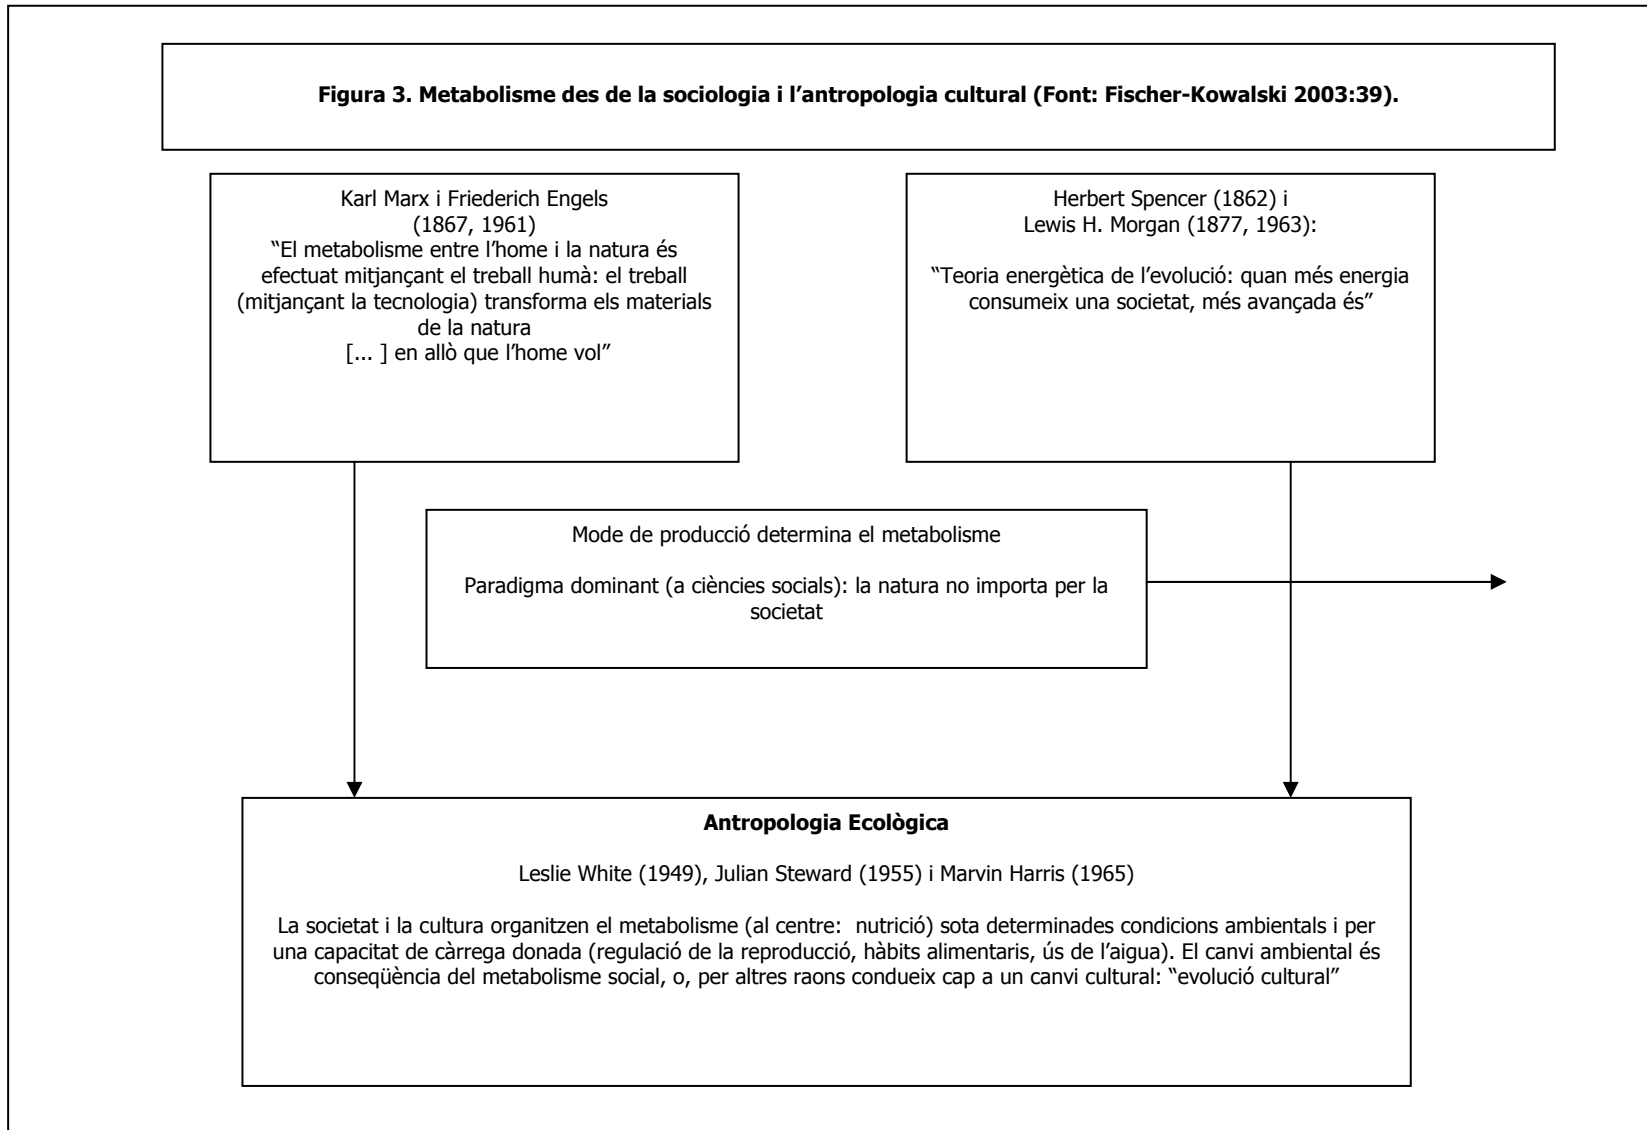 Figura 3. Metabolisme des de la sociologia i l’antropologia cultural (Font: Fischer-Kowalski 2003:39).
Karl Marx i Friederich Engels
(1867, 1961)
“El metabolisme entre l’home i la natura és
efectuat mitjançant el treball humà: el treball
(mitjançant la tecnologia) transforma els materials
de la natura
[... ] en allò que l’home vol”
Herbert Spencer (1862) i
Lewis H. Morgan (1877, 1963):
“Teoria energètica de l’evolució: quan més energia
consumeix una societat, més avançada és”
Mode de producció determina el metabolisme
Paradigma dominant (a ciències socials): la natura no importa per la
societat
Antropologia Ecològica
Leslie White (1949), Julian Steward (1955) i Marvin Harris (1965)
La societat i la cultura organitzen el metabolisme (al centre:  nutrició) sota determinades condicions ambientals i per
una capacitat de càrrega donada (regulació de la reproducció, hàbits alimentaris, ús de l’aigua). El canvi ambiental és
conseqüència del metabolisme social, o, per altres raons condueix cap a un canvi cultural: “evolució cultural”